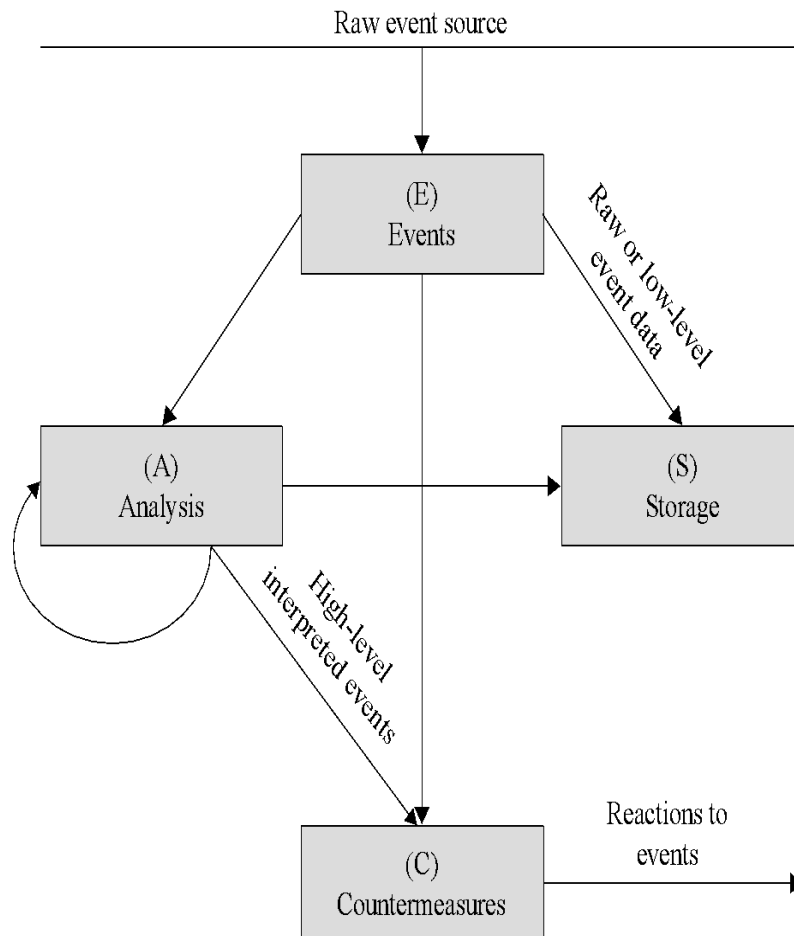 Raw event source
(E)
Events
Raw or low-level
event data
(A)
Analysis
(S)
Storage
High-level
interpreted events
Reactions to
events
(C)
Countermeasures